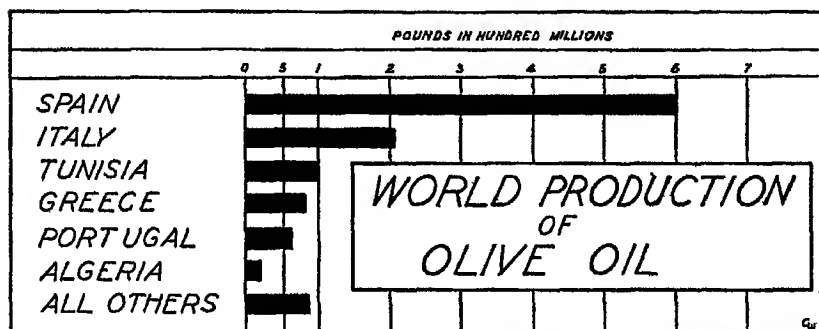 POUNDS IN HUNDRED MILLIONS
0 .5 1 2 3 4 5 6 7
SPAIN
ITALY
TUNISIA
GREECE
PORTUGAL
ALGERIA
ALL OTHERS
WORLD PRODUCTION
OF
OLIVE OIL